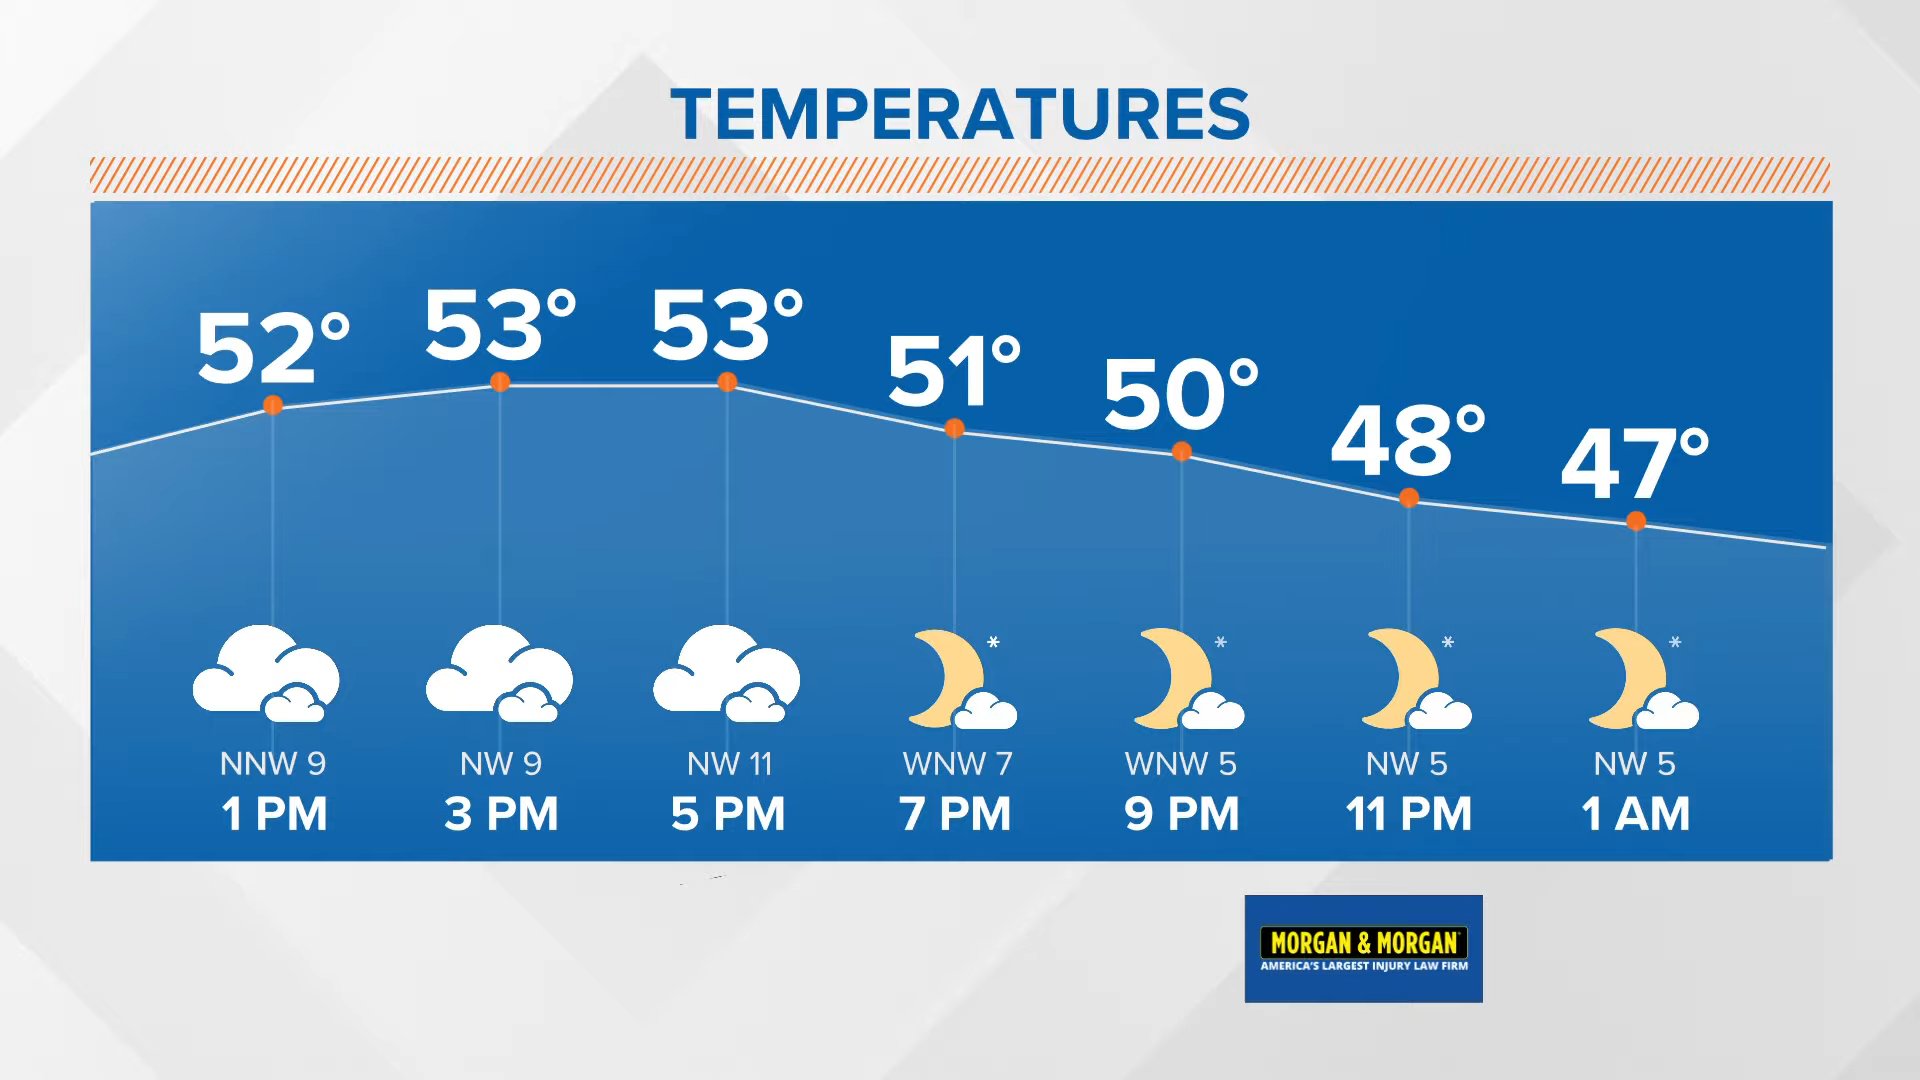 TEMPERATURES
52° 53° 53° 51° 50° 48° 47°
NNW 9 NW 9 NW 11 WNW 7 WNW 5 NW 5 NW 5
1 PM 3 PM 5 PM 7 PM 9 PM 11 PM 1 AM
MORGAN & MORGAN
AMERICA'S LARGEST INJURY LAW FIRM